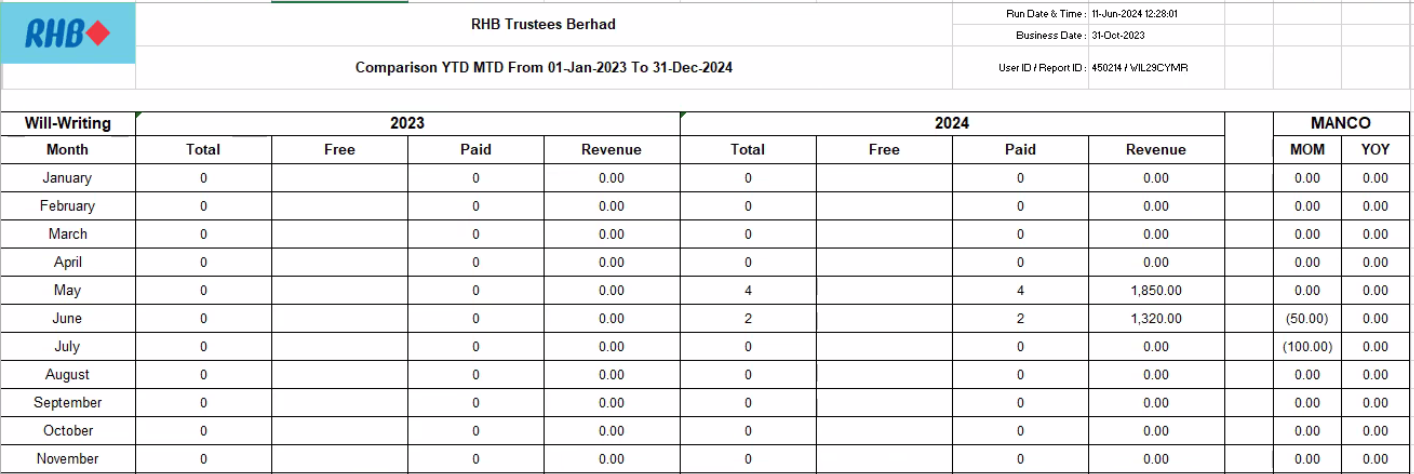 RHB
RHB Trustees Berhad
Run Date & Time : 11-Jun-2024 12:28:01
Business Date : 31-Oct-2023
Comparison YTD MTD From 01-Jan-2023 To 31-Dec-2024
User ID / Report ID : 450214 / WIL29CYMR
Will-Writing 2023 2024 MANCO
Month Total Free Paid Revenue Total Free Paid Revenue MOM YOY
January 0 0 0.00 0 0 0.00 0.00 0.00
February 0 0 0.00 0 0 0.00 0.00 0.00
March 0 0 0.00 0 0 0.00 0.00 0.00
April 0 0 0.00 0 0 0.00 0.00 0.00
May 0 0 0.00 4 4 1,850.00 0.00 0.00
June 0 0 0.00 2 2 1,320.00 (50.00) 0.00
July 0 0 0.00 0 0 0.00 (100.00) 0.00
August 0 0 0.00 0 0 0.00 0.00 0.00
September 0 0 0.00 0 0 0.00 0.00 0.00
October 0 0 0.00 0 0 0.00 0.00 0.00
November 0 0 0.00 0 0 0.00 0.00 0.00